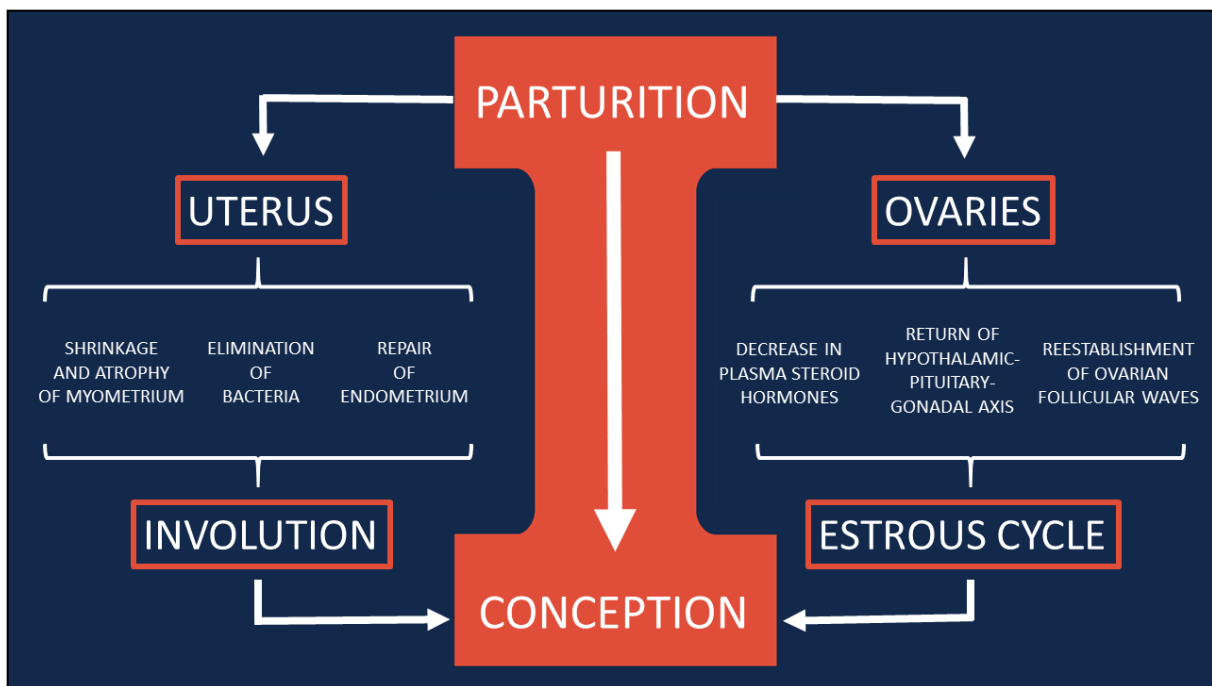 PARTURITION
UTERUS
OVARIES
SHRINKAGE
AND ATROPHY
OF MYOMETRIUM
ELIMINATION
OF
BACTERIA
REPAIR
OF
ENDOMETRIUM
DECREASE IN
PLASMA STEROID
HORMONES
RETURN OF
HYPOTHALAMIC-
PITUITARY-
GONADAL AXIS
REESTABLISHMENT
OF OVARIAN
FOLLICULAR WAVES
INVOLUTION
ESTROUS CYCLE
CONCEPTION